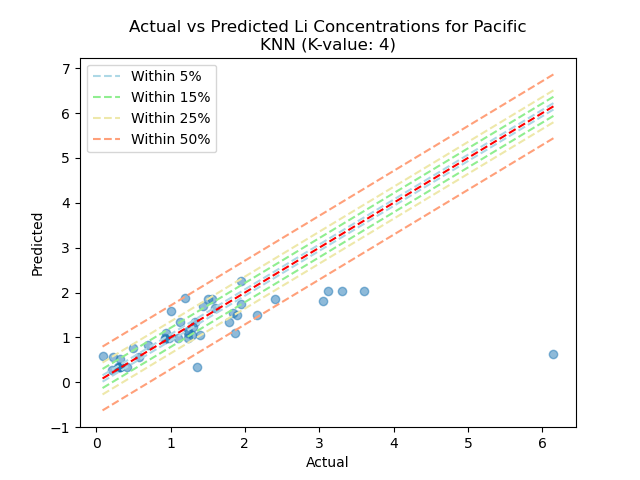 Actual vs Predicted Li Concentrations for Pacific
KNN (K-value: 4)
Within 5%
Within 15%
Within 25%
Within 50%
7
6
5
4
3
2
1
0
−1
Predicted
0 1 2 3 4 5 6
Actual